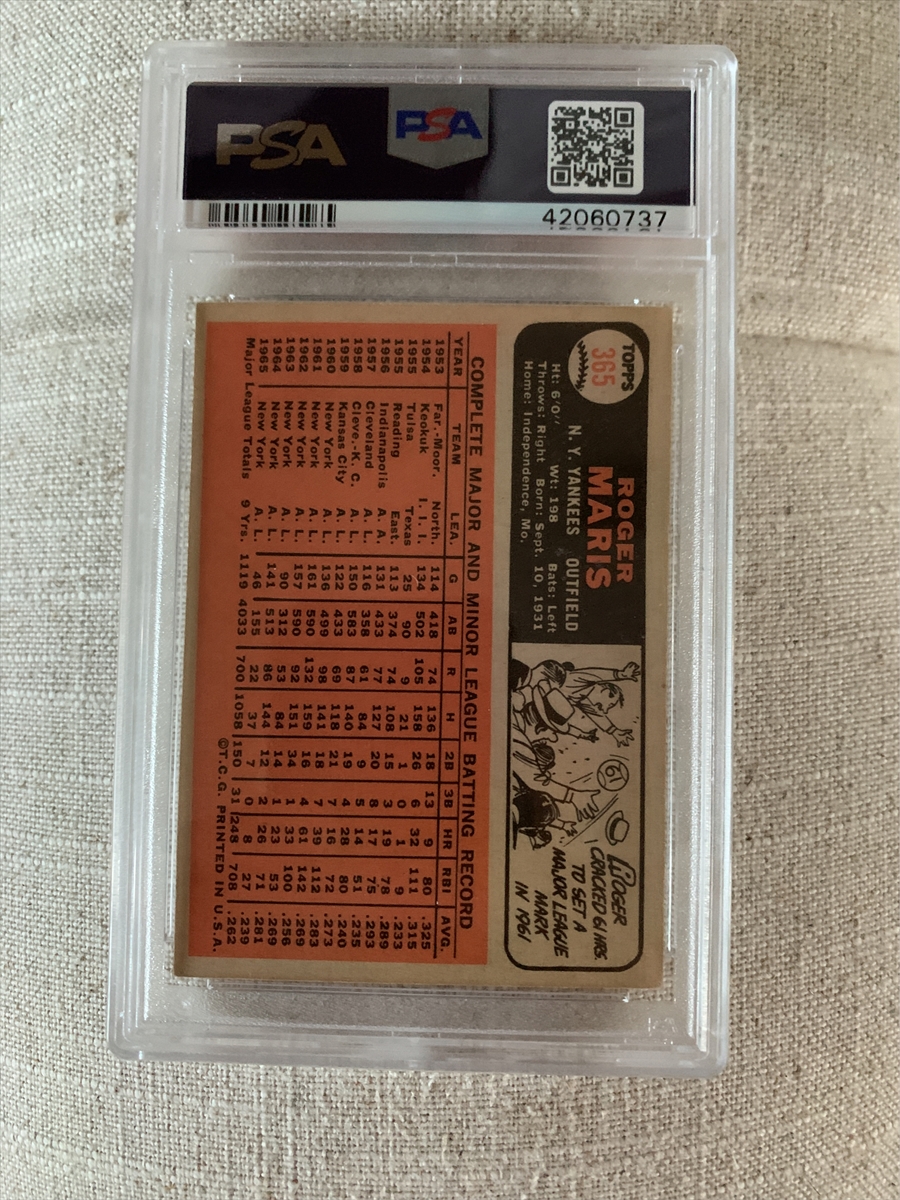 PSA PSA
42060737
TOPPS
365
ROGER
MARIS
N. Y. YANKEES OUTFIELD
Ht: 6'0" Wt: 198 Bats: Left
Throws: Right Born: Sept. 10, 1931
Home: Independence, Mo.
61
ROGER
CRACKED 61 HRS.
TO SET A
MAJOR LEAGUE
MARK
IN 1961
COMPLETE MAJOR AND MINOR LEAGUE BATTING RECORD
YEAR TEAM LEA. G AB R H 2B 3B HR RBI AVG.
1953 Far.-Moor. North. 114 418 74 136 18 13 9 80 .325
1954 Keokuk I. I. I. 134 502 105 158 26 6 32 111 .315
1955 Tulsa Texas 25 90 9 21 1 0 1 9 .233
1955 Reading East. 113 374 74 108 15 3 19 78 .289
1956 Indianapolis A. A. 131 433 77 127 20 8 17 75 .293
1957 Cleveland A. L. 116 358 61 84 9 5 14 51 .235
1958 Cleve.-K. C. A. L. 150 583 87 140 19 4 28 80 .240
1959 Kansas City A. L. 122 433 69 118 21 7 16 72 .273
1960 New York A. L. 136 499 98 141 18 7 39 112 .283
1961 New York A. L. 161 590 132 159 16 4 61 142 .269
1962 New York A. L. 157 590 92 151 34 1 33 100 .256
1963 New York A. L. 90 312 53 84 14 1 23 53 .269
1964 New York A. L. 141 513 86 144 12 2 26 71 .281
1965 New York A. L. 46 155 22 37 7 0 8 27 .239
Major League Totals 9 Yrs. 1119 4033 700 1058 150 31 248 708 .262
©T.C.G. PRINTED IN U.S.A.